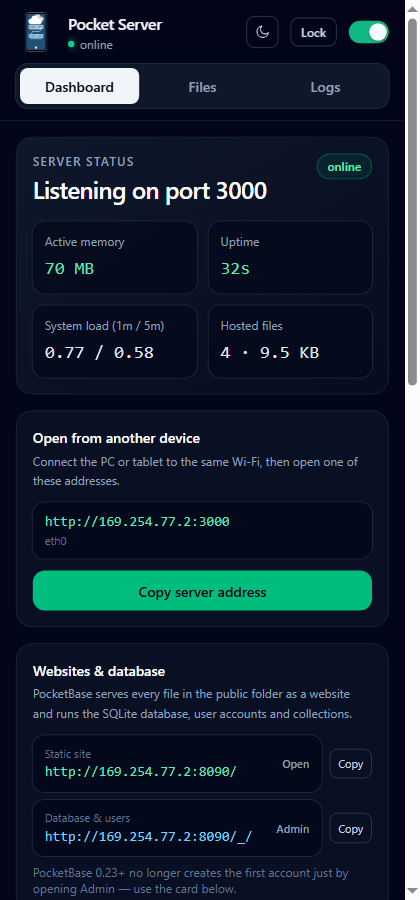 Pocket Server
online
Lock
Dashboard
Files
Logs
SERVER STATUS
online
Listening on port 3000
Active memory
70 MB
Uptime
32s
System load (1m / 5m)
0.77 / 0.58
Hosted files
4 · 9.5 KB
Open from another device
Connect the PC or tablet to the same Wi-Fi, then open one of
these addresses.
http://169.254.77.2:3000
eth0
Copy server address
Websites & database
PocketBase serves every file in the public folder as a website
and runs the SQLite database, user accounts and collections.
Static site
http://169.254.77.2:8090/
Open
Copy
Database & users
http://169.254.77.2:8090/_/
Admin
Copy
PocketBase 0.23+ no longer creates the first account just by
opening Admin — use the card below.